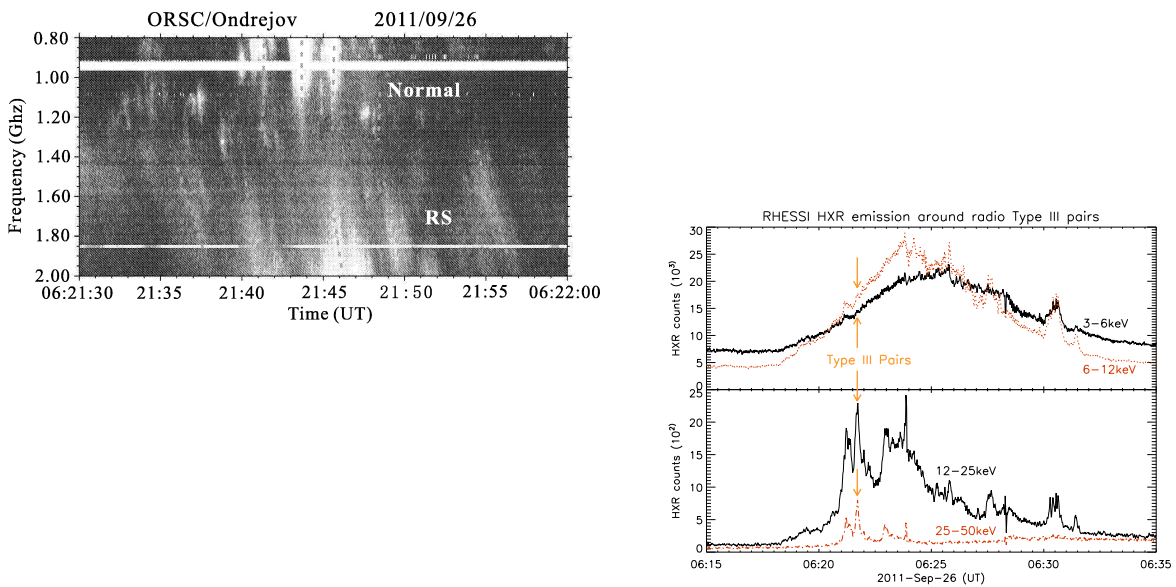 ORSC/Ondrejov 2011/09/26
0.80
1.00
1.20
1.40
1.60
1.80
2.00
Frequency (Ghz)
Normal
RS
06:21:30 21:35 21:40 21:45 21:50 21:55 06:22:00
Time (UT)
RHESSI HXR emission around radio Type III pairs
30
25
20
15
10
5
0
HXR counts (10³)
3-6keV
6-12keV
Type III Pairs
25
20
15
10
5
0
HXR counts (10²)
12-25keV
25-50keV
06:15 06:20 06:25 06:30 06:35
2011-Sep-26 (UT)